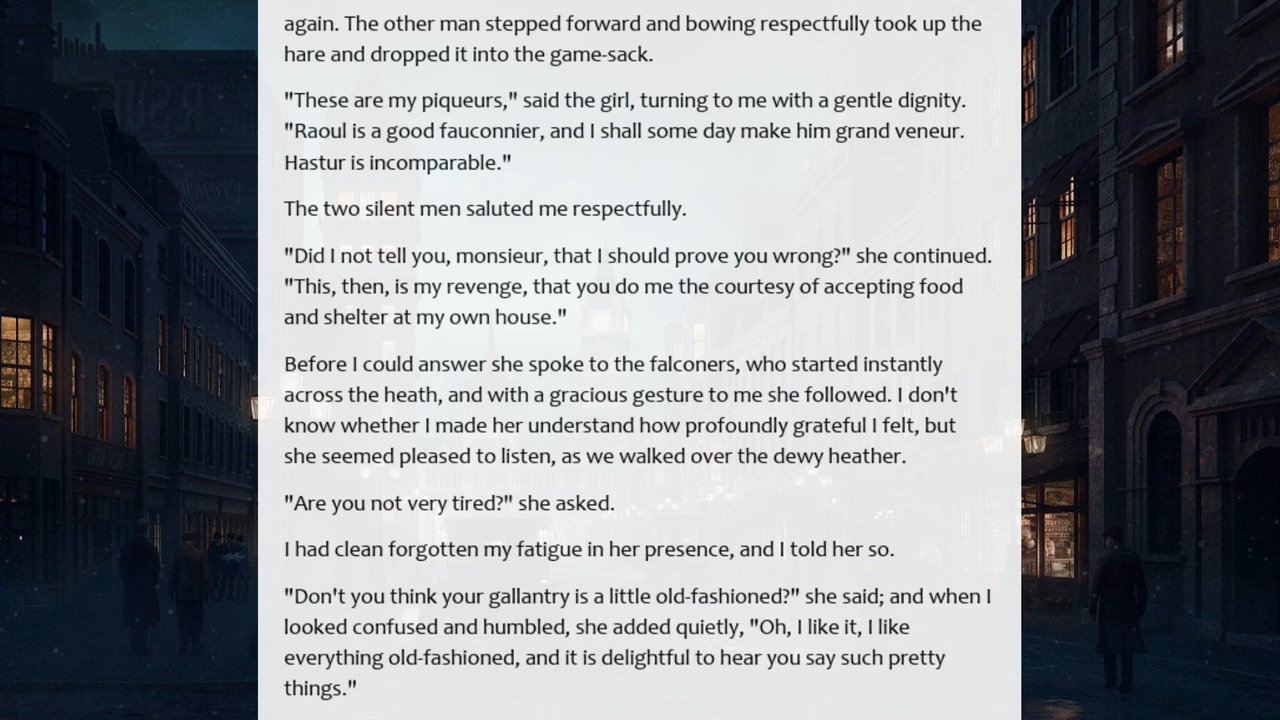 again. The other man stepped forward and bowing respectfully took up the
hare and dropped it into the game-sack.
"These are my piqueurs," said the girl, turning to me with a gentle dignity.
"Raoul is a good fauconnier, and I shall some day make him grand veneur.
Hastur is incomparable."
The two silent men saluted me respectfully.
"Did I not tell you, monsieur, that I should prove you wrong?" she continued.
"This, then, is my revenge, that you do me the courtesy of accepting food
and shelter at my own house."
Before I could answer she spoke to the falconers, who started instantly
across the heath, and with a gracious gesture to me she followed. I don't
know whether I made her understand how profoundly grateful I felt, but
she seemed pleased to listen, as we walked over the dewy heather.
"Are you not very tired?" she asked.
I had clean forgotten my fatigue in her presence, and I told her so.
"Don't you think your gallantry is a little old-fashioned?" she said; and when I
looked confused and humbled, she added quietly, "Oh, I like it, I like
everything old-fashioned, and it is delightful to hear you say such pretty
things."